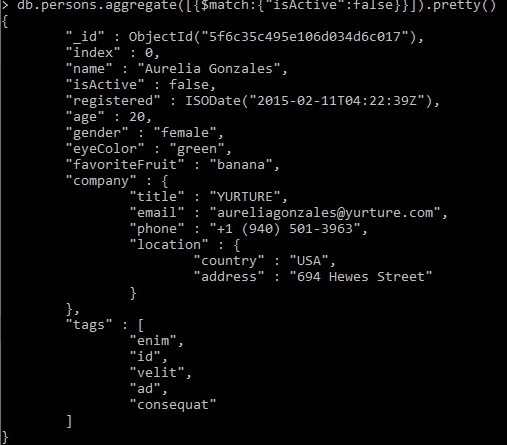 > db.persons.aggregate([{$match:{"isActive":false}}]).pretty()
{
        "_id" : ObjectId("5f6c35c495e106d034d6c017"),
        "index" : 0,
        "name" : "Aurelia Gonzales",
        "isActive" : false,
        "registered" : ISODate("2015-02-11T04:22:39Z"),
        "age" : 20,
        "gender" : "female",
        "eyeColor" : "green",
        "favoriteFruit" : "banana",
        "company" : {
                "title" : "YURTURE",
                "email" : "aureliagonzales@yurture.com",
                "phone" : "+1 (940) 501-3963",
                "location" : {
                        "country" : "USA",
                        "address" : "694 Hewes Street"
                }
        },
        "tags" : [
                "enim",
                "id",
                "velit",
                "ad",
                "consequat"
        ]
}